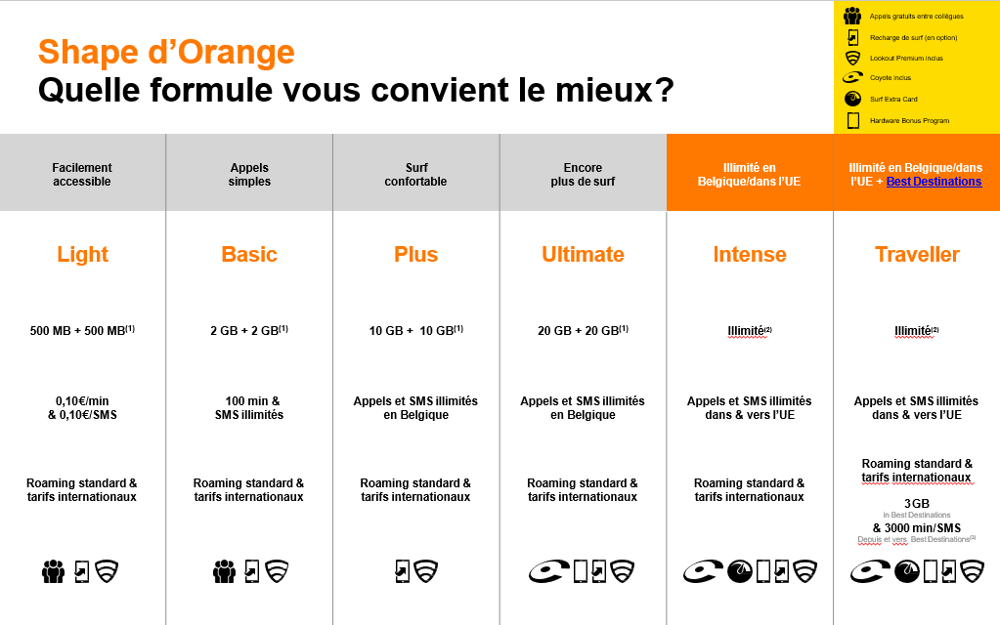 Shape d'Orange
Quelle formule vous convient le mieux?
Appels gratuits entre collègues
Recharge de surf (en option)
Lookout Premium inclus
Coyote inclus
Surf Extra Card
Hardware Bonus Program
Facilement
accessible
Appels
simples
Surf
confortable
Encore
plus de surf
Illimité en
Belgique/dans l'UE
Illimité en Belgique/dans
l'UE + Best Destinations
Light
Basic
Plus
Ultimate
Intense
Traveller
500 MB + 500 MB(1)
2 GB + 2 GB(1)
10 GB + 10 GB(1)
20 GB + 20 GB(1)
Illimité(2)
Illimité(2)
0,10€/min
& 0,10€/SMS
100 min &
SMS illimités
Appels et SMS illimités
en Belgique
Appels et SMS illimités
en Belgique
Appels et SMS illimités
dans & vers l'UE
Appels et SMS illimités
dans & vers l'UE
Roaming standard &
tarifs internationaux
Roaming standard &
tarifs internationaux
Roaming standard &
tarifs internationaux
Roaming standard &
tarifs internationaux
Roaming standard &
tarifs internationaux
Roaming standard &
tarifs internationaux
3GB
in Best Destinations
& 3000 min/SMS
Depuis et vers Best Destinations(3)